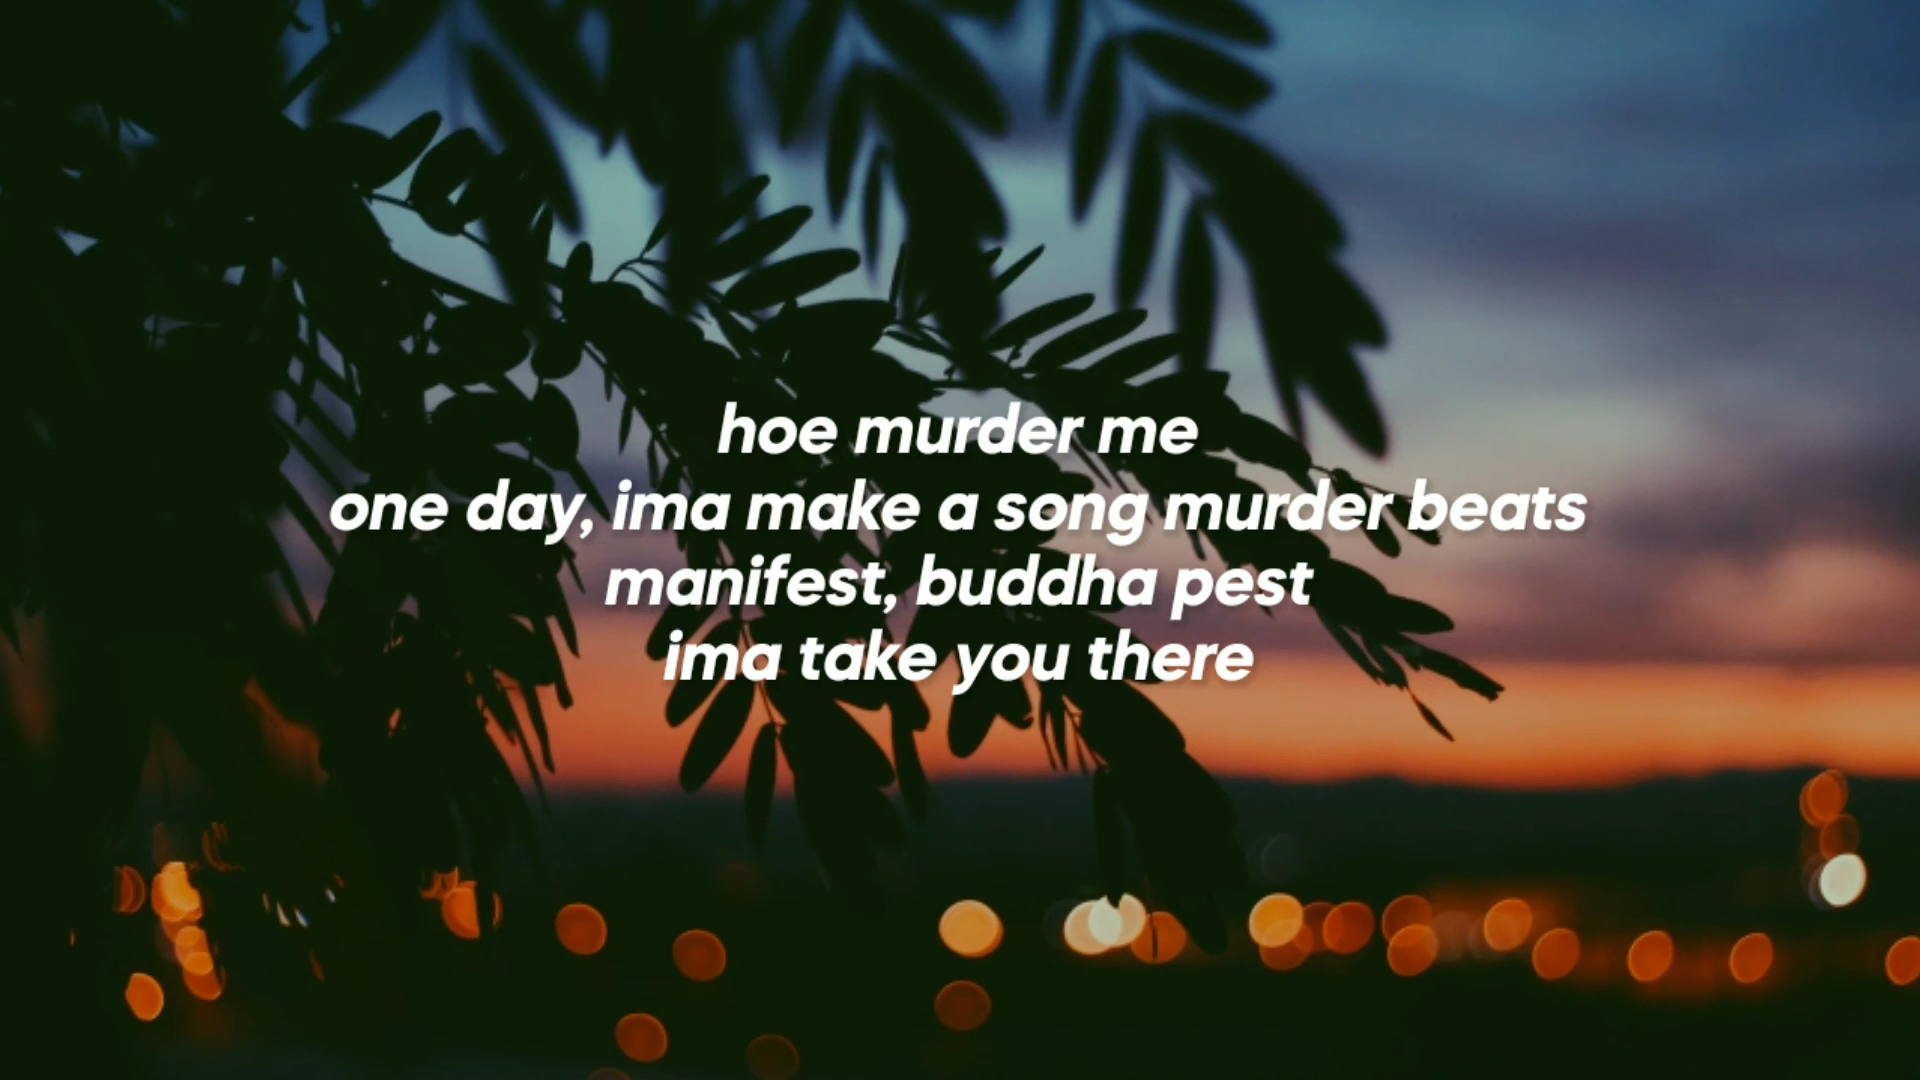 hoe murder me
one day, ima make a song murder beats
manifest, buddha pest
ima take you there